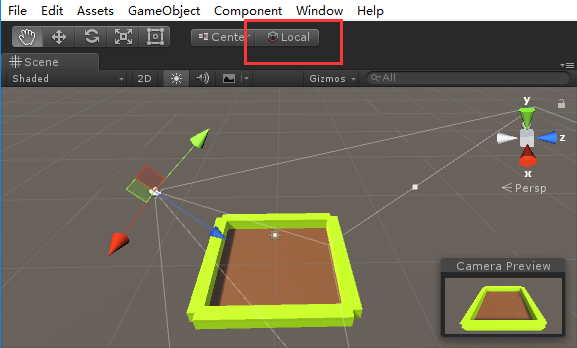 File Edit Assets GameObject Component Window Help
Center Local
Scene
Shaded 2D Gizmos All
y
z
x
Persp
Camera Preview